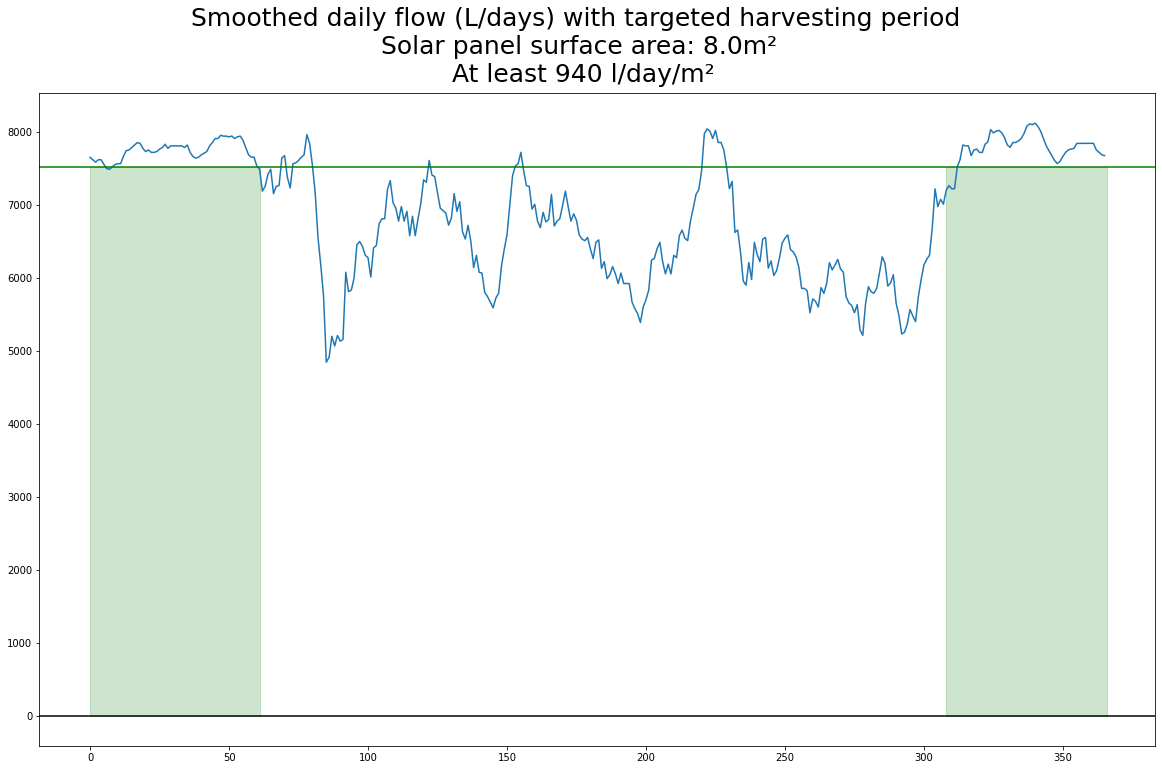 Smoothed daily flow (L/days) with targeted harvesting period
Solar panel surface area: 8.0m²
At least 940 l/day/m²
8000
7000
6000
5000
4000
3000
2000
1000
0
0 50 100 150 200 250 300 350